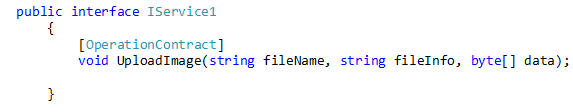 public interface IService1
{
[OperationContract]
void UploadImage(string fileName, string fileInfo, byte[] data);
}